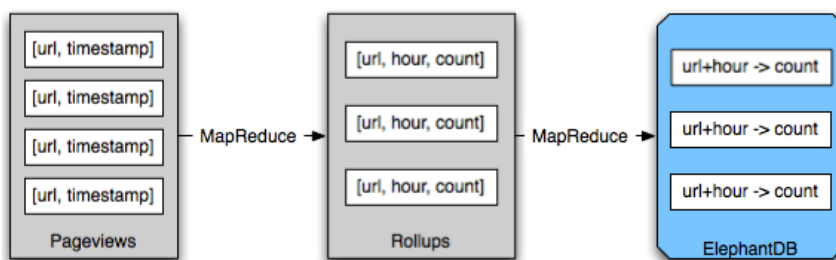 [url, timestamp]
[url, timestamp]
[url, timestamp]
[url, timestamp]
Pageviews
MapReduce
[url, hour, count]
[url, hour, count]
[url, hour, count]
Rollups
MapReduce
url+hour -> count
url+hour -> count
url+hour -> count
ElephantDB